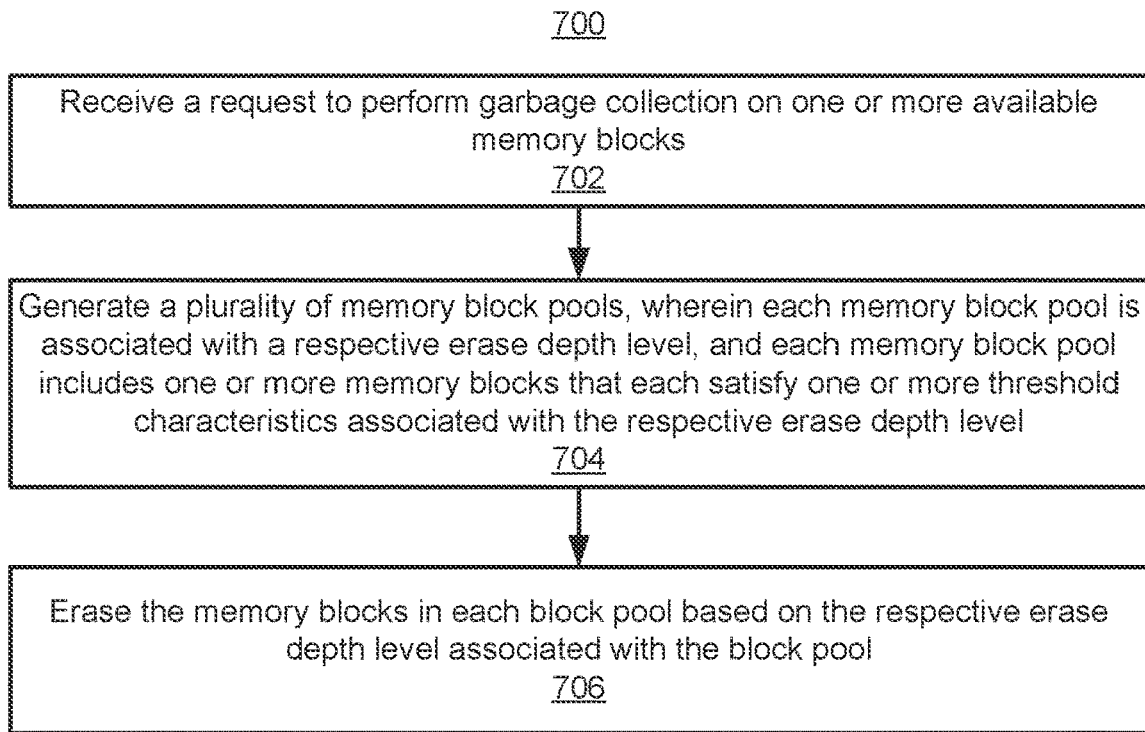 700
Receive a request to perform garbage collection on one or more available
memory blocks
702
Generate a plurality of memory block pools, wherein each memory block pool is
associated with a respective erase depth level, and each memory block pool
includes one or more memory blocks that each satisfy one or more threshold
characteristics associated with the respective erase depth level
704
Erase the memory blocks in each block pool based on the respective erase
depth level associated with the block pool
706